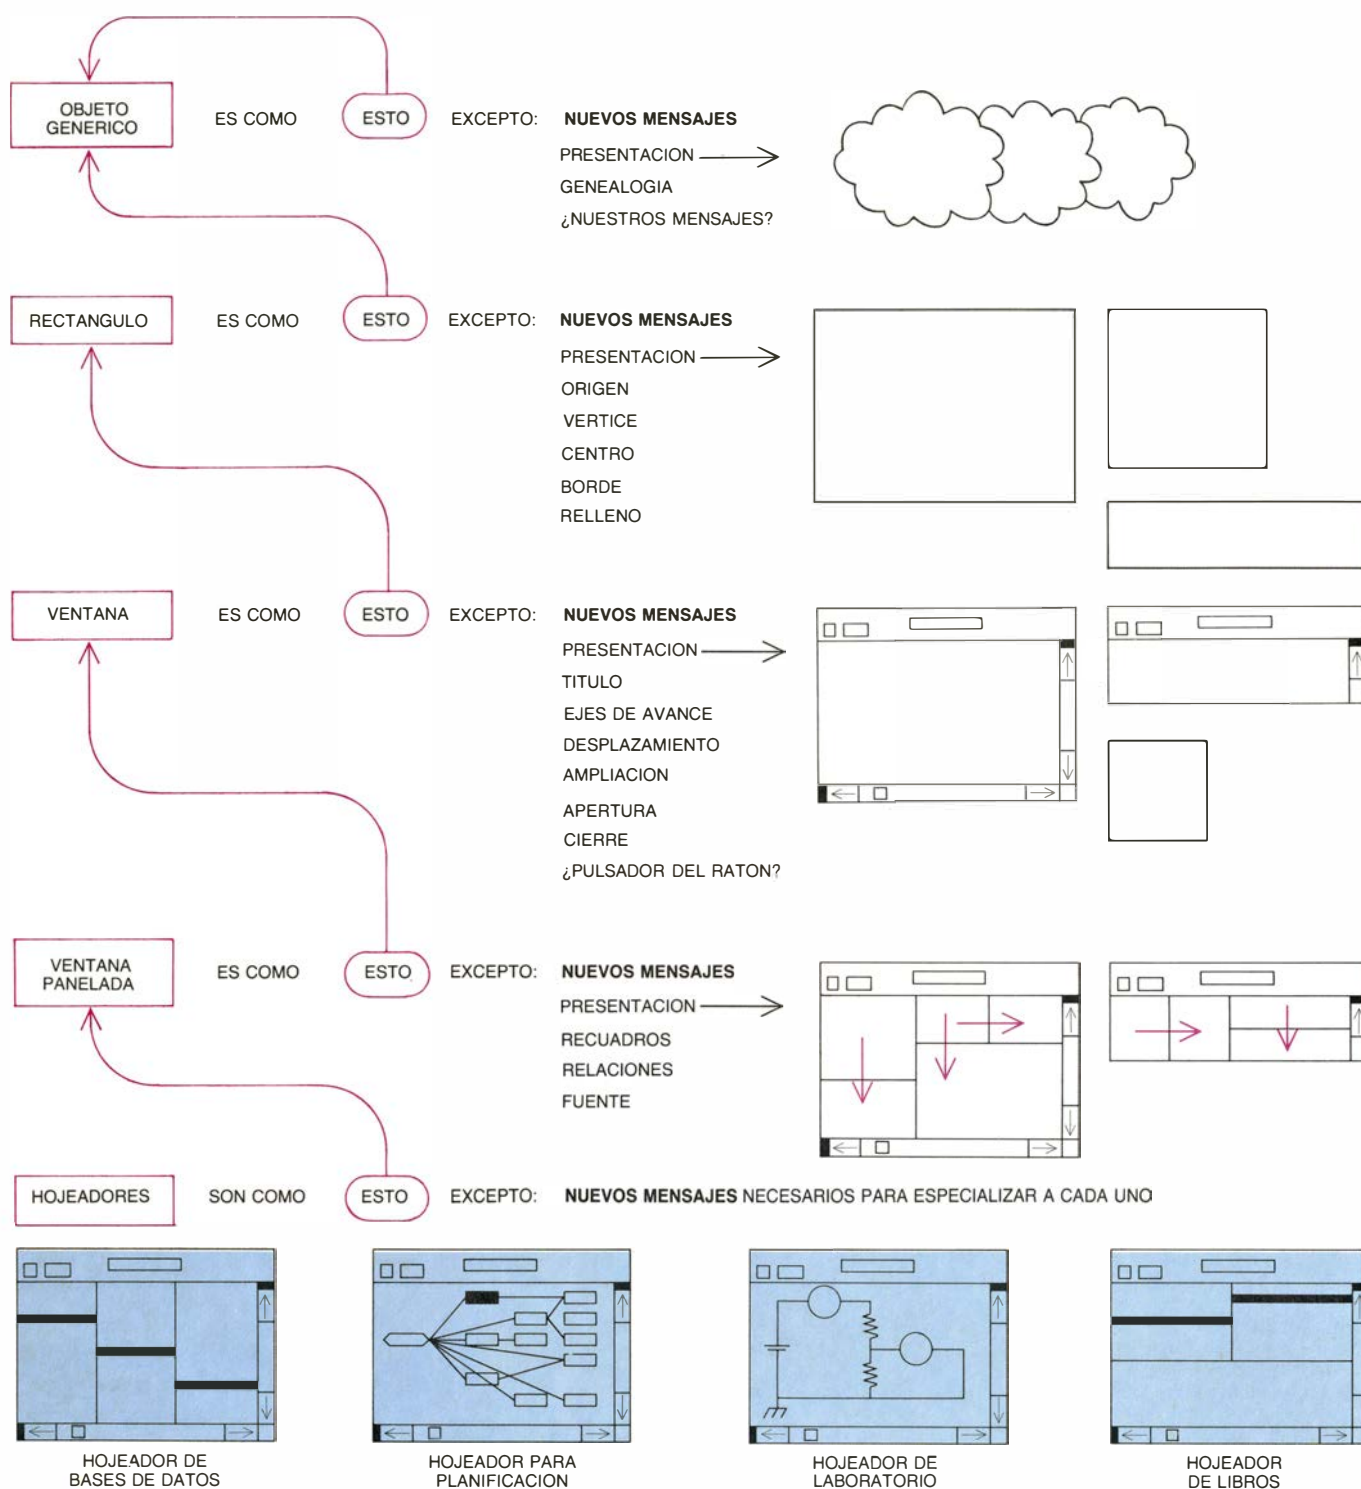 OBJETO
GENERICO
ES COMO
ESTO
EXCEPTO:
NUEVOS MENSAJES
PRESENTACION
GENEALOGIA
¿NUESTROS MENSAJES?
RECTANGULO
ES COMO
ESTO
EXCEPTO:
NUEVOS MENSAJES
PRESENTACION
ORIGEN
VERTICE
CENTRO
BORDE
RELLENO
VENTANA
ES COMO
ESTO
EXCEPTO:
NUEVOS MENSAJES
PRESENTACION
TITULO
EJES DE AVANCE
DESPLAZAMIENTO
AMPLIACION
APERTURA
CIERRE
¿PULSADOR DEL RATON?
VENTANA
PANELADA
ES COMO
ESTO
EXCEPTO:
NUEVOS MENSAJES
PRESENTACION
RECUADROS
RELACIONES
FUENTE
HOJEADORES
SON COMO
ESTO
EXCEPTO:
NUEVOS MENSAJES NECESARIOS PARA ESPECIALIZAR A CADA UNO
HOJEADOR DE
BASES DE DATOS
HOJEADOR PARA
PLANIFICACION
HOJEADOR DE
LABORATORIO
HOJEADOR
DE LIBROS